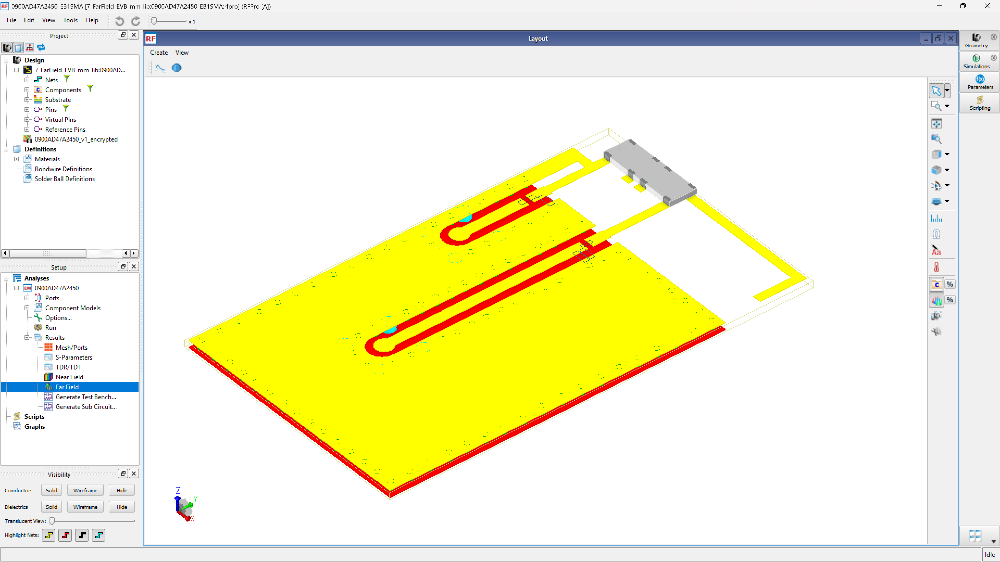 RF 0900AD47A2450-EB1SMA [7_FarField_EVB_mm_lib:0900AD47A2450-EB1SMA:rfpro] (RFPro [A])
File Edit View Tools Help x 1
Project
Design
7_FarField_EVB_mm_lib:0900AD...
Nets
C Components
Substrate
Pins
Virtual Pins
Reference Pins
0900AD47A2450_v1_encrypted
Definitions
Materials
Bondwire Definitions
Solder Ball Definitions
Setup
Analyses
EM 0900AD47A2450
Ports
Component Models
Options...
Run
Results
Mesh/Ports
S-Parameters
TDR/TDT
Near Field
Far Field
Generate Test Bench...
Generate Sub Circuit...
Scripts
Graphs
Visibility
Conductors Solid Wireframe Hide
Dielectrics Solid Wireframe Hide
Translucent View:
Highlight Nets:
RF Layout
Create View
Z
Y
X
Aa
C %
%
Geometry
Simulations
f(x)
Parameters
Scripting
Idle